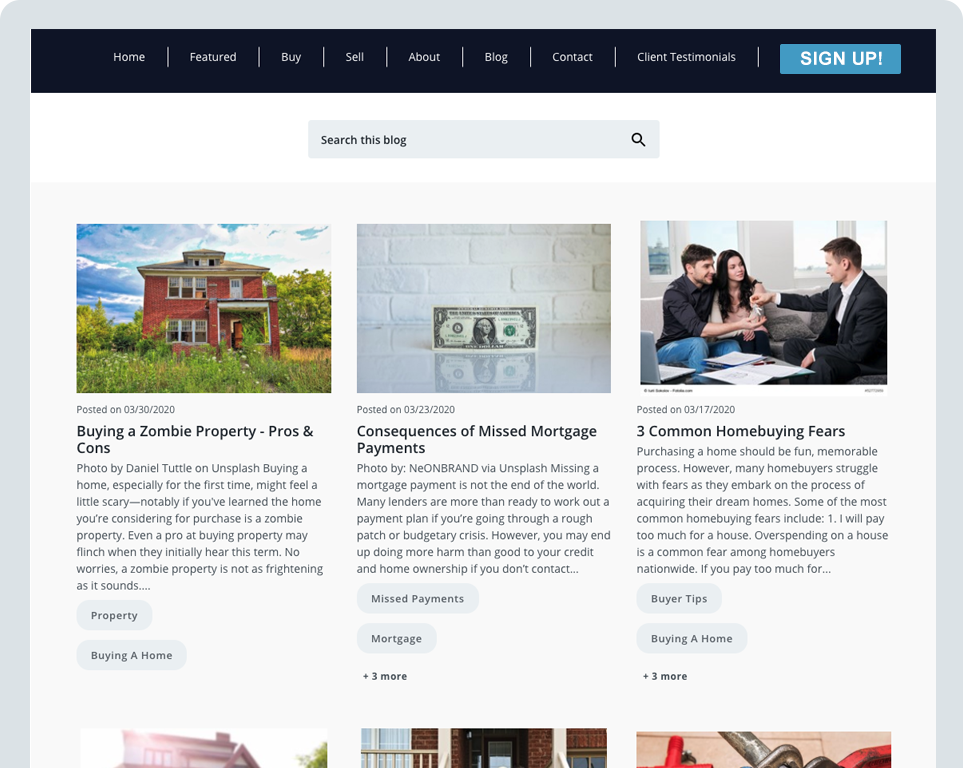 Home Featured Buy Sell About Blog Contact Client Testimonials SIGN UP!
Search this blog
Posted on 03/30/2020
Buying a Zombie Property - Pros &
Cons
Photo by Daniel Tuttle on Unsplash Buying a
home, especially for the first time, might feel a
little scary—notably if you've learned the home
you’re considering for purchase is a zombie
property. Even a pro at buying property may
flinch when they initially hear this term. No
worries, a zombie property is not as frightening
as it sounds....
Property
Buying A Home
Posted on 03/23/2020
Consequences of Missed Mortgage
Payments
Photo by: NeONBRAND via Unsplash Missing a
mortgage payment is not the end of the world.
Many lenders are more than ready to work out a
payment plan if you’re going through a rough
patch or budgetary crisis. However, you may end
up doing more harm than good to your credit
and home ownership if you don’t contact...
Missed Payments
Mortgage
+ 3 more
Posted on 03/17/2020
3 Common Homebuying Fears
Purchasing a home should be fun, memorable
process. However, many homebuyers struggle
with fears as they embark on the process of
acquiring their dream homes. Some of the most
common homebuying fears include: 1. I will pay
too much for a house. Overspending on a house
is a common fear among homebuyers
nationwide. If you pay too much for...
Buyer Tips
Buying A Home
+ 3 more